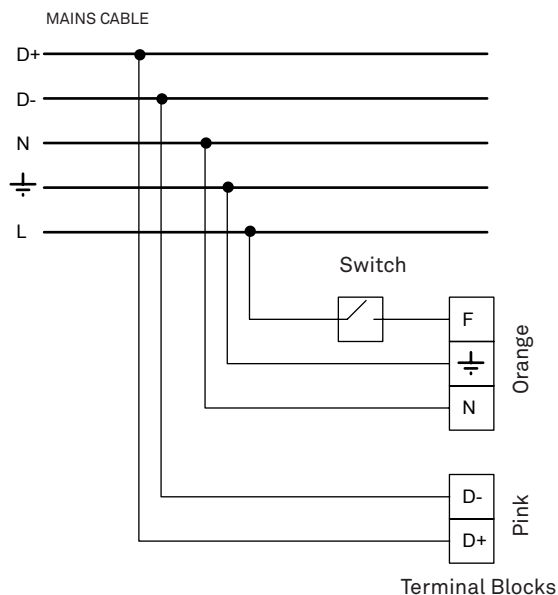 MAINS CABLE
D+
D-
N
L
Switch
F
N
Orange
D-
D+
Pink
Terminal Blocks